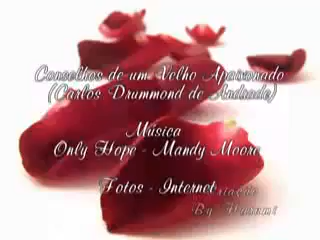 Conselhos de um Velho Apaixonado
(Carlos Drummond de Andrade)
Música
Only Hope - Mandy Moore
Fotos - Internet
By